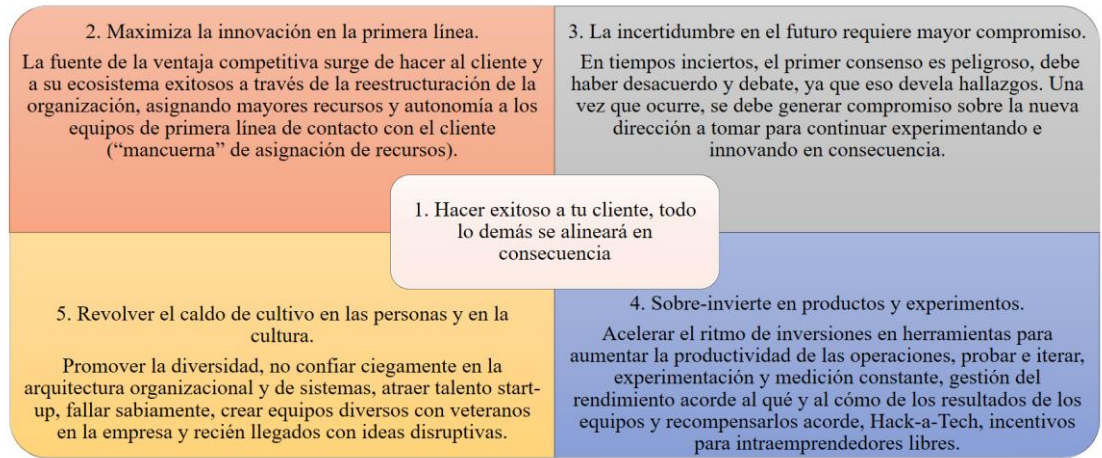 2. Maximiza la innovación en la primera línea.
La fuente de la ventaja competitiva surge de hacer al cliente y
a su ecosistema exitosos a través de la reestructuración de la
organización, asignando mayores recursos y autonomía a los
equipos de primera línea de contacto con el cliente
(“mancuerna” de asignación de recursos).
3. La incertidumbre en el futuro requiere mayor compromiso.
En tiempos inciertos, el primer consenso es peligroso, debe
haber desacuerdo y debate, ya que eso devela hallazgos. Una
vez que ocurre, se debe generar compromiso sobre la nueva
dirección a tomar para continuar experimentando e
innovando en consecuencia.
1. Hacer exitoso a tu cliente, todo
lo demás se alineará en
consecuencia
5. Revolver el caldo de cultivo en las personas y en la
cultura.
Promover la diversidad, no confiar ciegamente en la
arquitectura organizacional y de sistemas, atraer talento start-
up, fallar sabiamente, crear equipos diversos con veteranos
en la empresa y recién llegados con ideas disruptivas.
4. Sobre-invierte en productos y experimentos.
Acelerar el ritmo de inversiones en herramientas para
aumentar la productividad de las operaciones, probar e iterar,
experimentación y medición constante, gestión del
rendimiento acorde al qué y al cómo de los resultados de los
equipos y recompensarlos acorde, Hack-a-Tech, incentivos
para intraemprendedores libres.